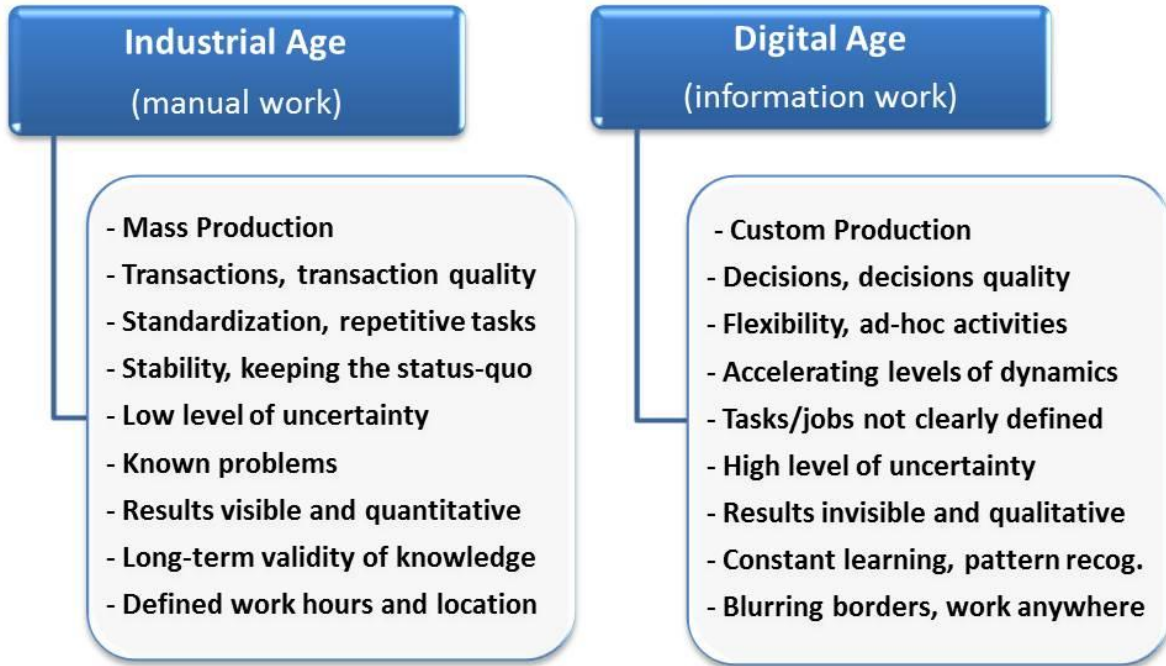 Industrial Age
(manual work)
- Mass Production
- Transactions, transaction quality
- Standardization, repetitive tasks
- Stability, keeping the status-quo
- Low level of uncertainty
- Known problems
- Results visible and quantitative
- Long-term validity of knowledge
- Defined work hours and location
Digital Age
(information work)
- Custom Production
- Decisions, decisions quality
- Flexibility, ad-hoc activities
- Accelerating levels of dynamics
- Tasks/jobs not clearly defined
- High level of uncertainty
- Results invisible and qualitative
- Constant learning, pattern recog.
- Blurring borders, work anywhere